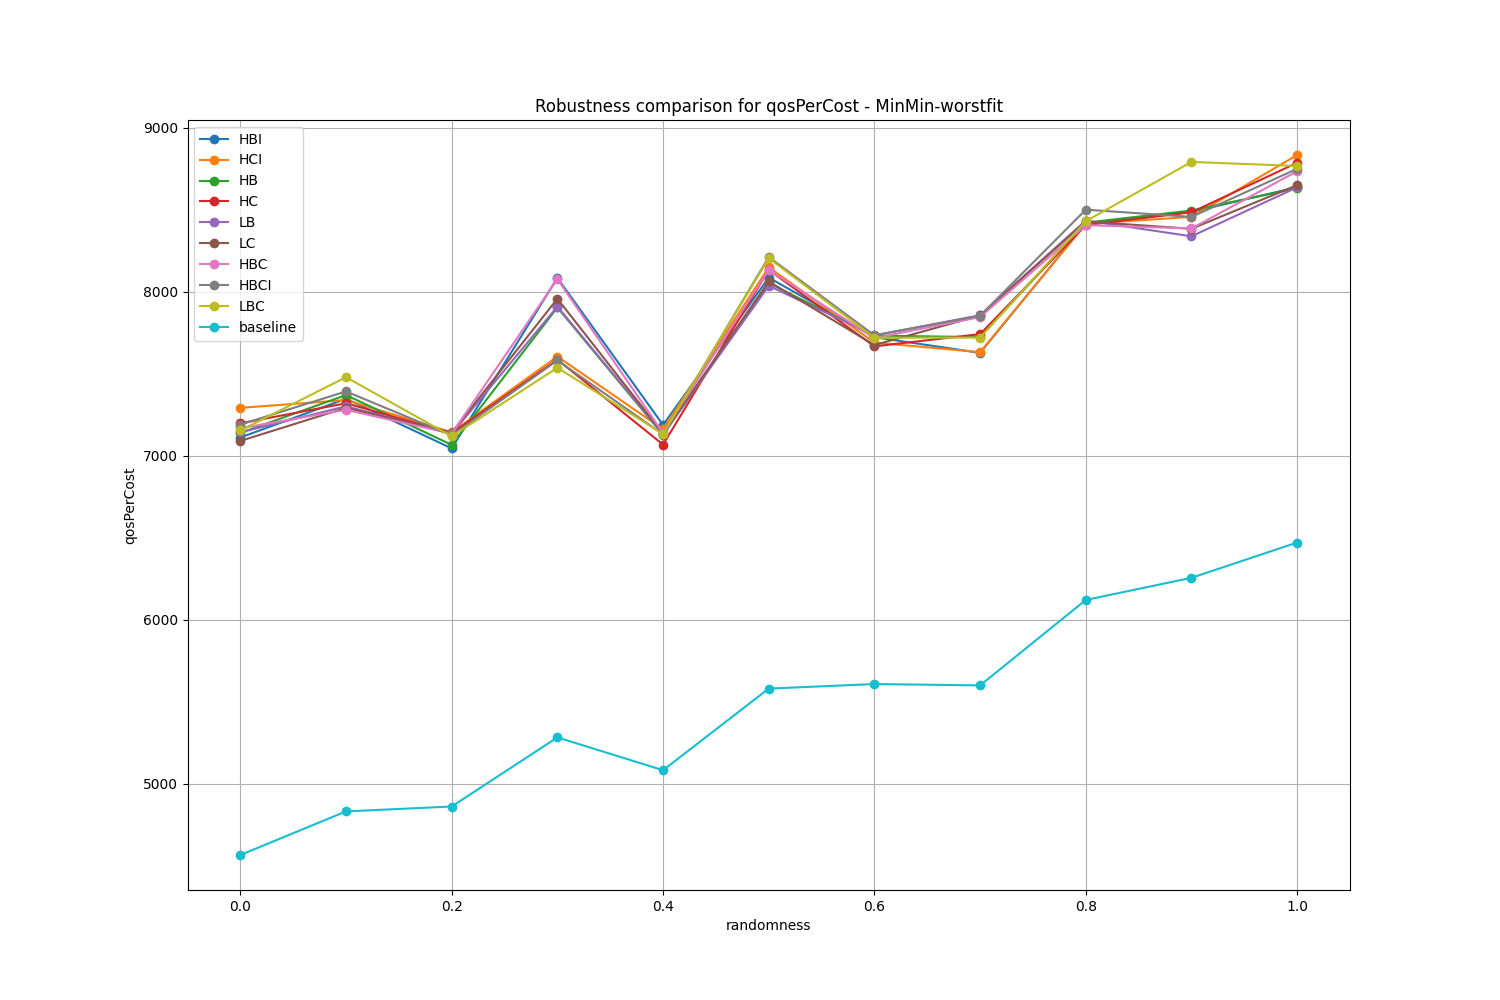 Robustness comparison for qosPerCost - MinMin-worstfit
9000
8000
7000
6000
5000
qosPerCost
HBI
HCI
HB
HC
LB
LC
HBC
HBCI
LBC
baseline
0.0
0.2
0.4
0.6
0.8
1.0
randomness